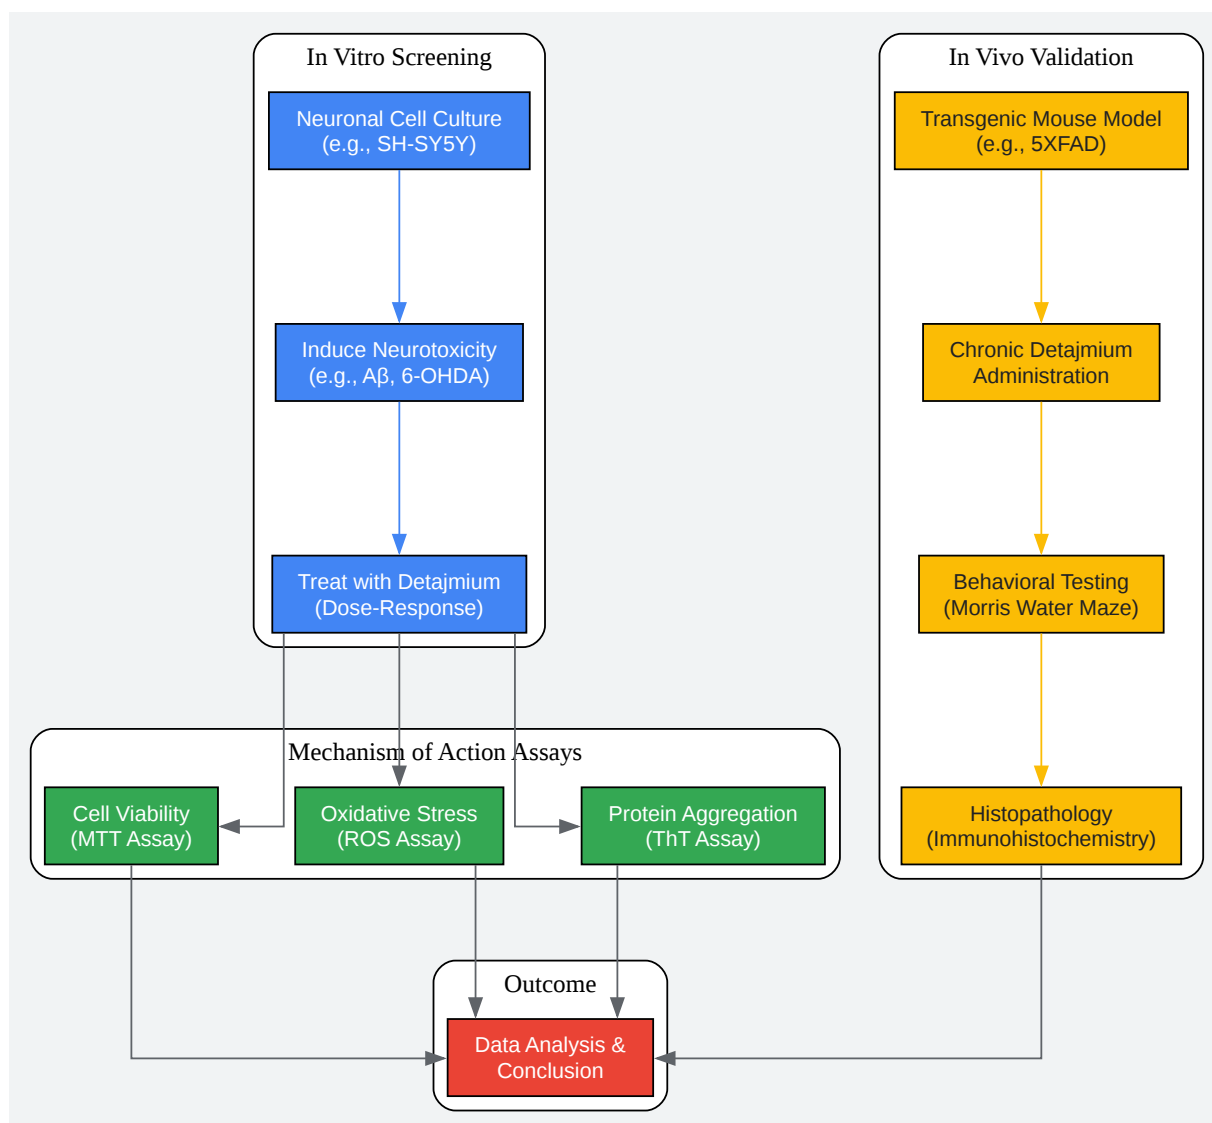 In Vitro Screening
Neuronal Cell Culture
(e.g., SH-SY5Y)
Induce Neurotoxicity
(e.g., Aβ, 6-OHDA)
Treat with Detajmium
(Dose-Response)
In Vivo Validation
Transgenic Mouse Model
(e.g., 5XFAD)
Chronic Detajmium
Administration
Behavioral Testing
(Morris Water Maze)
Histopathology
(Immunohistochemistry)
Mechanism of Action Assays
Cell Viability
(MTT Assay)
Oxidative Stress
(ROS Assay)
Protein Aggregation
(ThT Assay)
Outcome
Data Analysis &
Conclusion